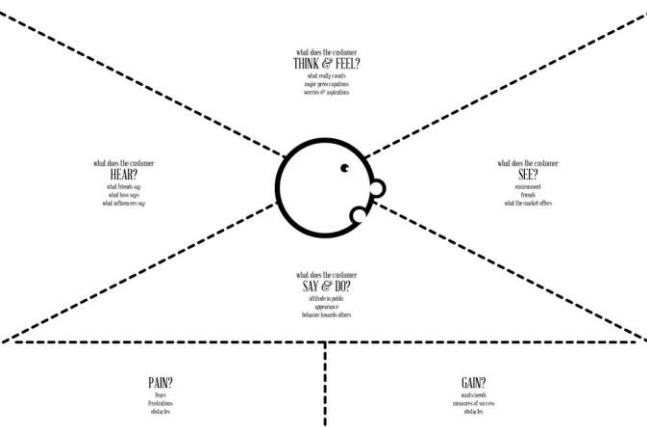 what does the customer
THINK & FEEL?
what really counts
major preoccupations
worries & aspirations
what does the customer
HEAR?
what friends say
what boss says
what influencers say
what does the customer
SEE?
environment
friends
what the market offers
what does the customer
SAY & DO?
attitude in public
appearance
behavior towards others
PAIN?
fears
frustrations
obstacles
GAIN?
wants/needs
measures of success
obstacles